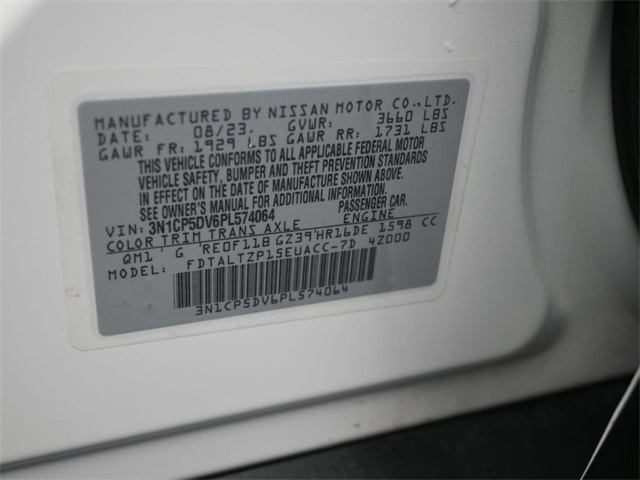 MANUFACTURED BY NISSAN MOTOR CO.,LTD.
DATE: 08/23. GVWR: 3660 LBS
GAWR FR: 1929 LBS GAWR RR: 1731 LBS
THIS VEHICLE CONFORMS TO ALL APPLICABLE FEDERAL MOTOR
VEHICLE SAFETY, BUMPER AND THEFT PREVENTION STANDARDS
IN EFFECT ON THE DATE OF MANUFACTURE SHOWN ABOVE.
SEE OWNER'S MANUAL FOR ADDITIONAL INFORMATION.
VIN: 3N1CP5DV6PL574064 PASSENGER CAR.
COLOR TRIM TRANS AXLE ENGINE
QM1 G RE0F11B GZ39 HR16DE 1598 CC
MODEL: FDTALTZP15EUACC-7D 4Z000
3N1CP5DV6PL574064